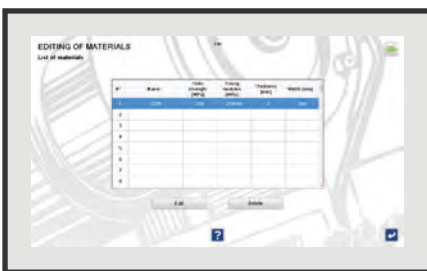 EDITING OF MATERIALS
List of materials
N° Name Yield strength [MPa] Young modulus [MPa] Thickness [mm] Width [mm]
1
2
3
4
5
6
7
8
Edit Delete
?